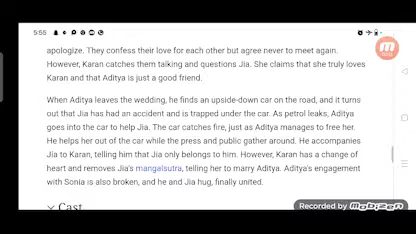 5:55
apologize. They confess their love for each other but agree never to meet again.
However, Karan catches them talking and questions Jia. She claims that she truly loves
Karan and that Aditya is just a good friend.
When Aditya leaves the wedding, he finds an upside-down car on the road, and it turns
out that Jia has had an accident and is trapped under the car. As petrol leaks, Aditya
goes into the car to help Jia. The car catches fire, just as Aditya manages to free her.
He helps her out of the car while the press and public gather around. He accompanies
Jia to Karan, telling him that Jia only belongs to him. However, Karan has a change of
heart and removes Jia's mangalsutra, telling her to marry Aditya. Aditya's engagement
with Sonia is also broken, and he and Jia hug, finally united.
Cast
Recorded by Mobizen